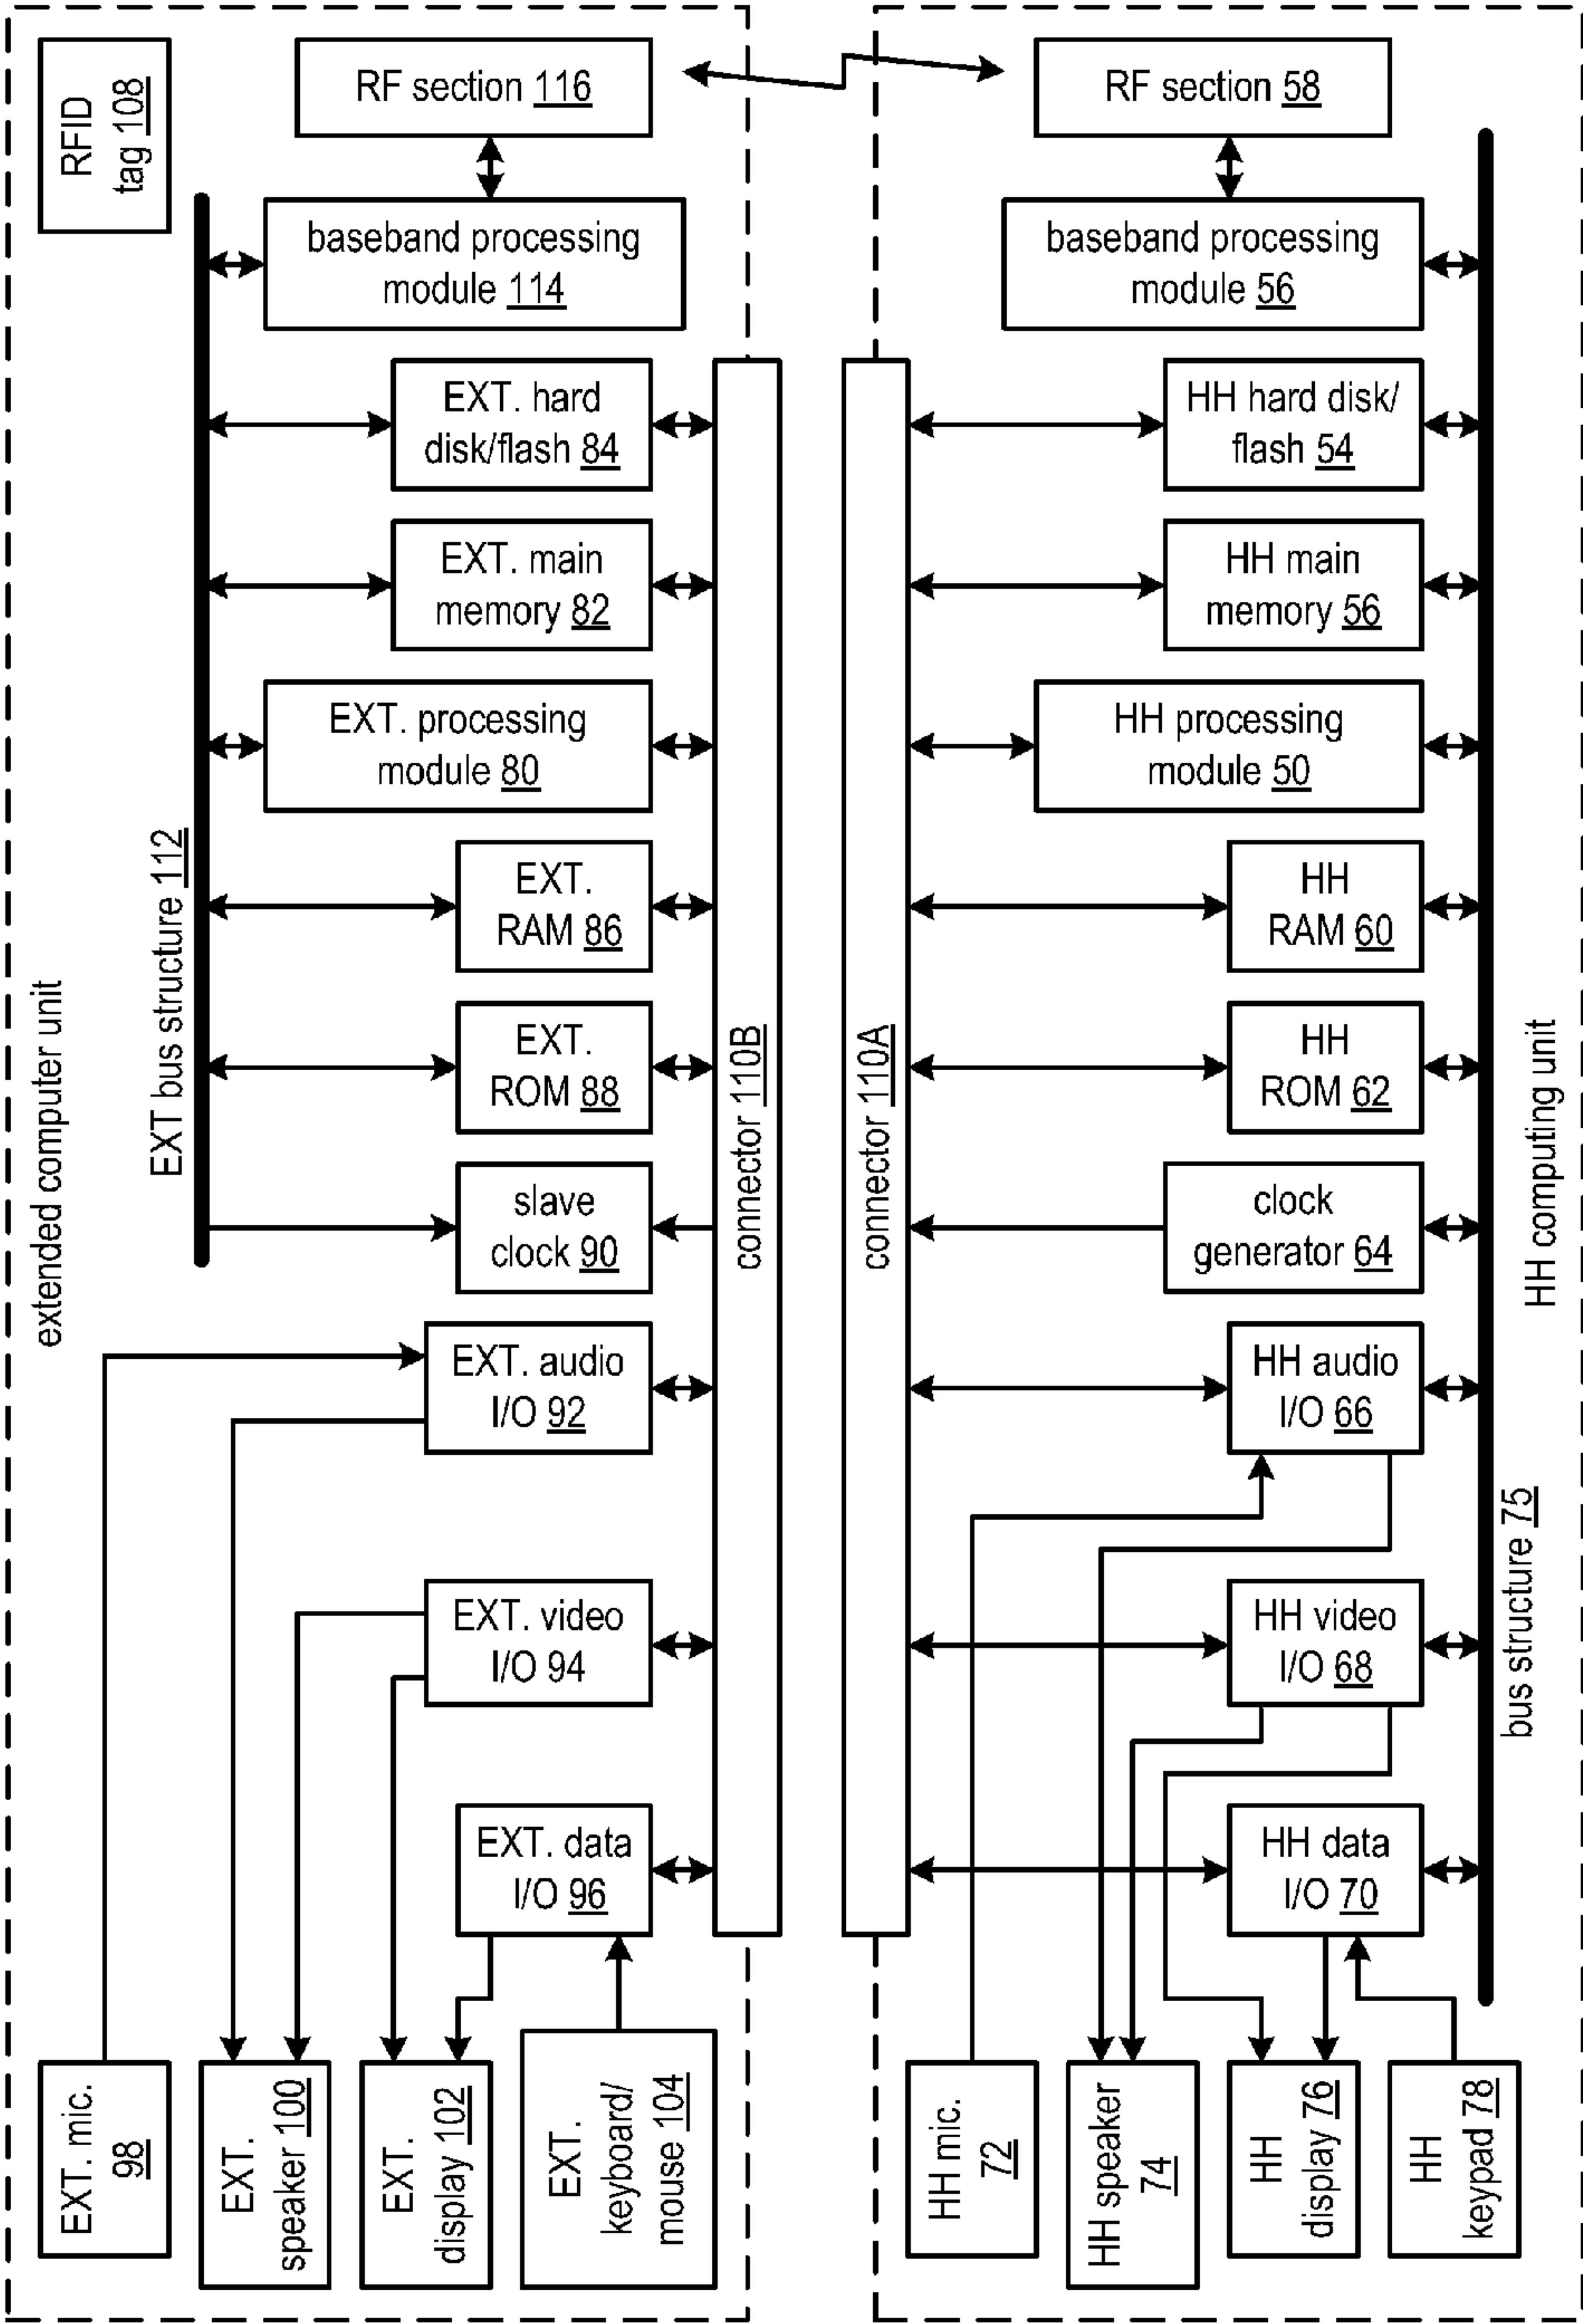 extended computer unit
RFID
tag 108
RF section 116
RF section 58
EXT bus structure 112
baseband processing
module 114
baseband processing
module 56
EXT. hard
disk/flash 84
HH hard disk/
flash 54
EXT. main
memory 82
HH main
memory 56
EXT. processing
module 80
HH processing
module 50
EXT.
RAM 86
HH
RAM 60
EXT.
ROM 88
HH
ROM 62
connector 110B
connector 110A
slave
clock 90
clock
generator 64
HH computing unit
EXT. audio
I/O 92
HH audio
I/O 66
bus structure 75
EXT. video
I/O 94
HH video
I/O 68
EXT. data
I/O 96
HH data
I/O 70
EXT. mic.
98
EXT.
speaker 100
EXT.
display 102
EXT.
keyboard/
mouse 104
HH mic.
72
HH speaker
74
HH
display 76
HH
keypad 78